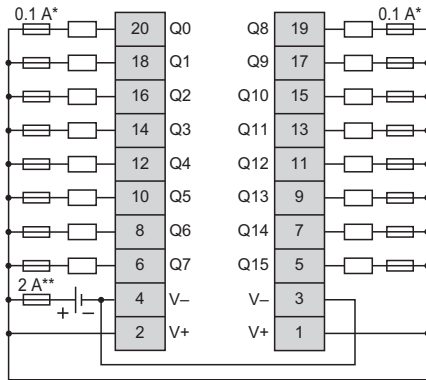 0.1 A* 20 Q0 Q8 19 0.1 A*
18 Q1 Q9 17
16 Q2 Q10 15
14 Q3 Q11 13
12 Q4 Q12 11
10 Q5 Q13 9
8 Q6 Q14 7
6 Q7 Q15 5
2 A** + − 4 V− V− 3
2 V+ V+ 1